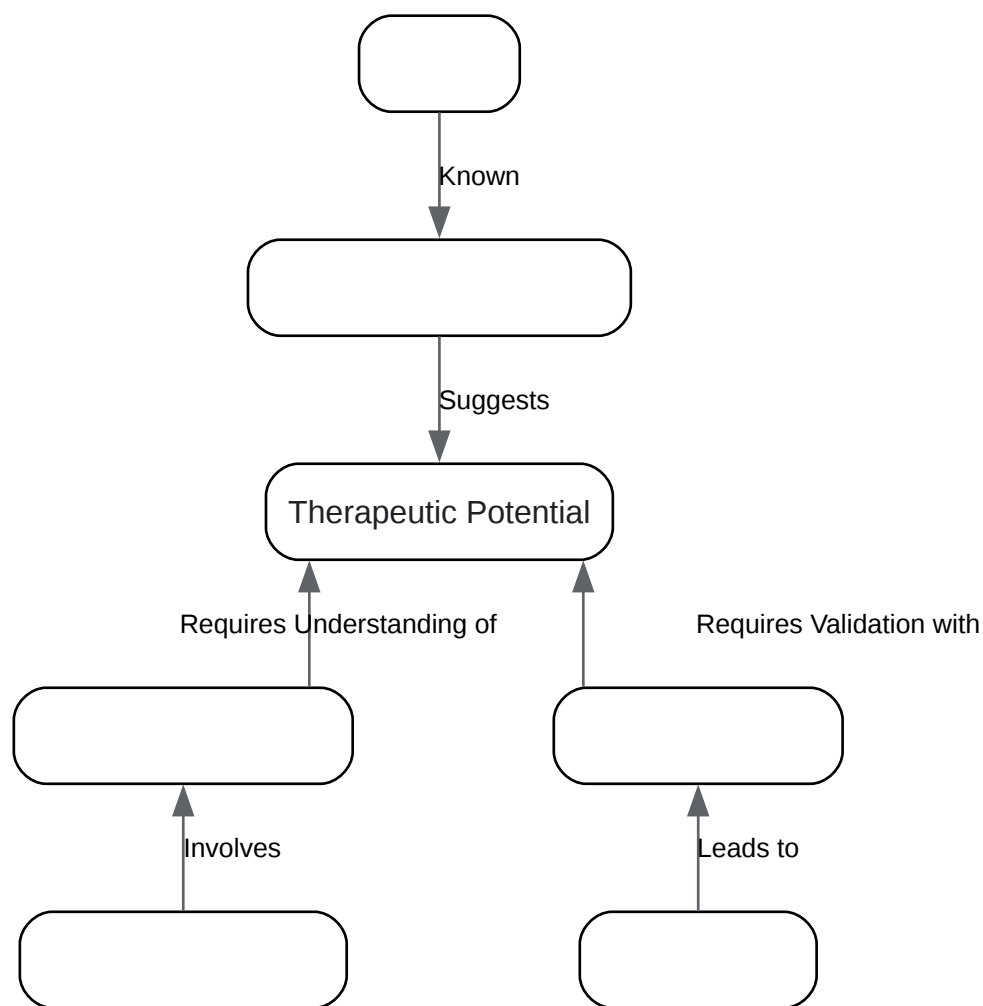 Known
Suggests
Therapeutic Potential
Requires Understanding of
Requires Validation with
Involves
Leads to